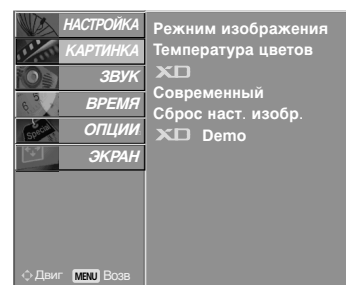 НАСТРОЙКА
КАРТИНКА
ЗВУК
ВРЕМЯ
ОПЦИИ
ЭКРАН
Режним изображения
Температура цветов
XD
Современный
Сброс наст. изобр.
XD Demo
Двиг MENU Возв